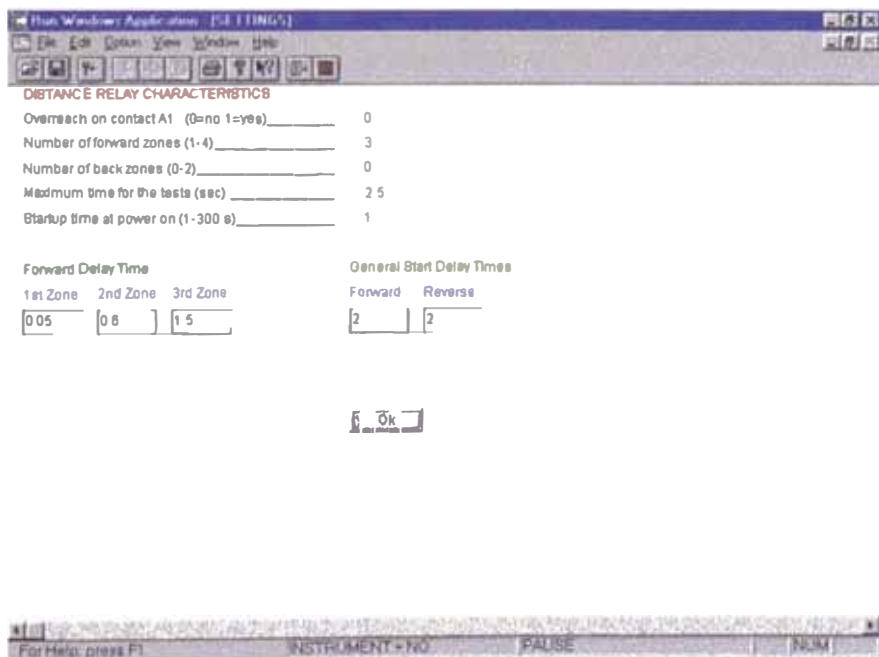 Run Windows Application - [SETTINGS]
File Edit Option View Window Help
DISTANCE RELAY CHARACTERISTICS
Overreach on contact A1 (0=no 1=yes) 0
Number of forward zones (1-4) 3
Number of back zones (0-2) 0
Maximum time for the tests (sec) 2 5
Startup time at power on (1-300 s) 1
Forward Delay Time General Start Delay Times
1st Zone 2nd Zone 3rd Zone Forward Reverse
0 05 0 6 1 5 2 2
Ok
For Help, press F1 INSTRUMENT - NO PAUSE NUM